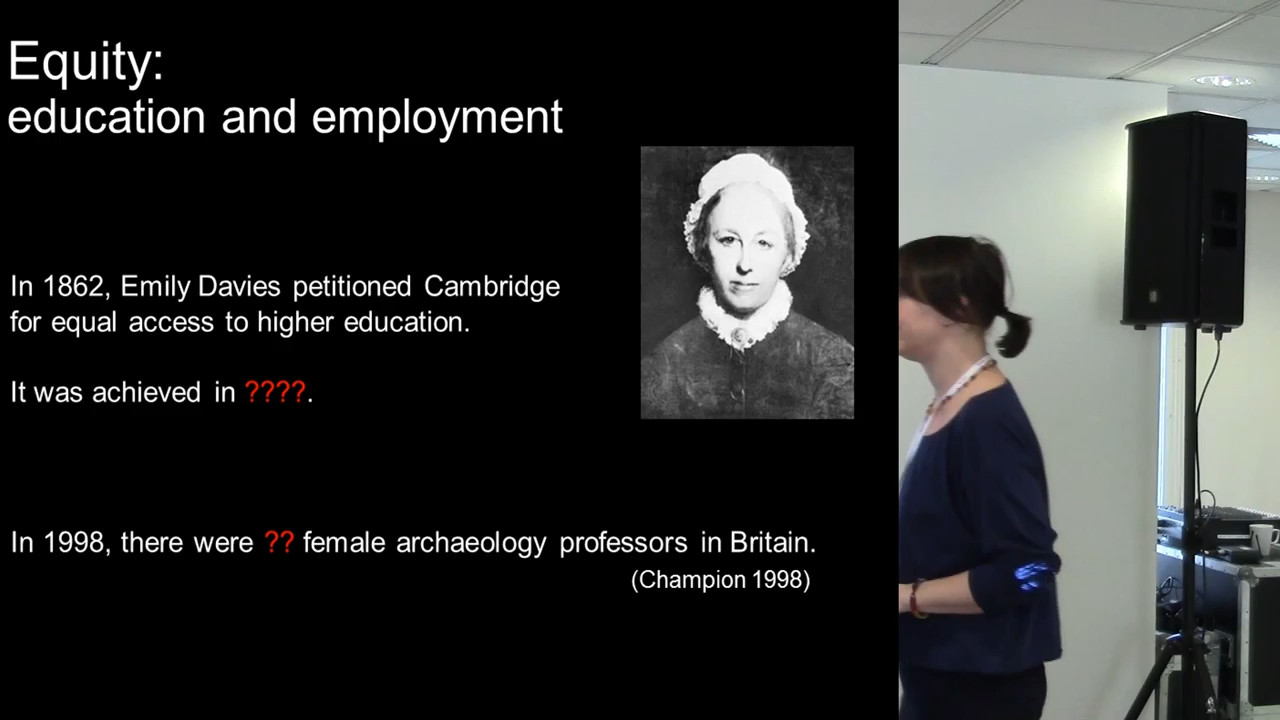 Equity:
education and employment
In 1862, Emily Davies petitioned Cambridge
for equal access to higher education.
It was achieved in ????.
In 1998, there were ?? female archaeology professors in Britain.
(Champion 1998)